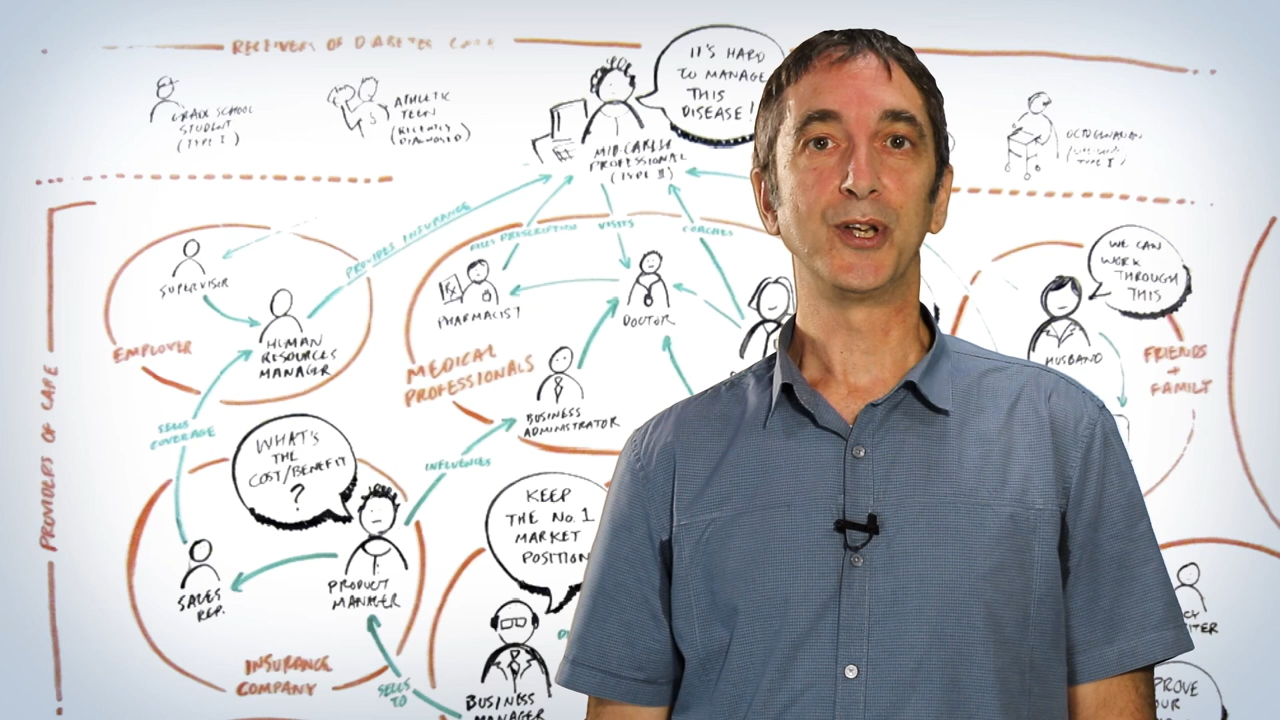 RECEIVERS OF DIABETES CARE
GRADE SCHOOL
STUDENT
(TYPE I)
ATHLETIC
TEEN
(RECENTLY
DIAGNOSED)
MID-CAREER
PROFESSIONAL
(TYPE II)
IT'S HARD
TO MANAGE
THIS
DISEASE!
OCTOGENARIAN
TYPE I)
PROVIDERS OF CARE
SUPERVISOR
HUMAN
RESOURCES
MANAGER
EMPLOYER
PROVIDES INSURANCE
FILLS PRESCRIPTION
VISITS
COACHES
PHARMACIST
DOCTOR
MEDICAL
PROFESSIONALS
BUSINESS
ADMINISTRATOR
WE CAN
WORK
THROUGH
THIS
HUSBAND
FRIENDS
+
FAMILY
SELLS
COVERAGE
INFLUENCES
WHAT'S
THE
COST/BENEFIT
?
SALES
REP.
PRODUCT
MANAGER
INSURANCE
COMPANY
SELLS
TO
KEEP
THE NO. 1
MARKET
POSITION
BUSINESS
MANAGER